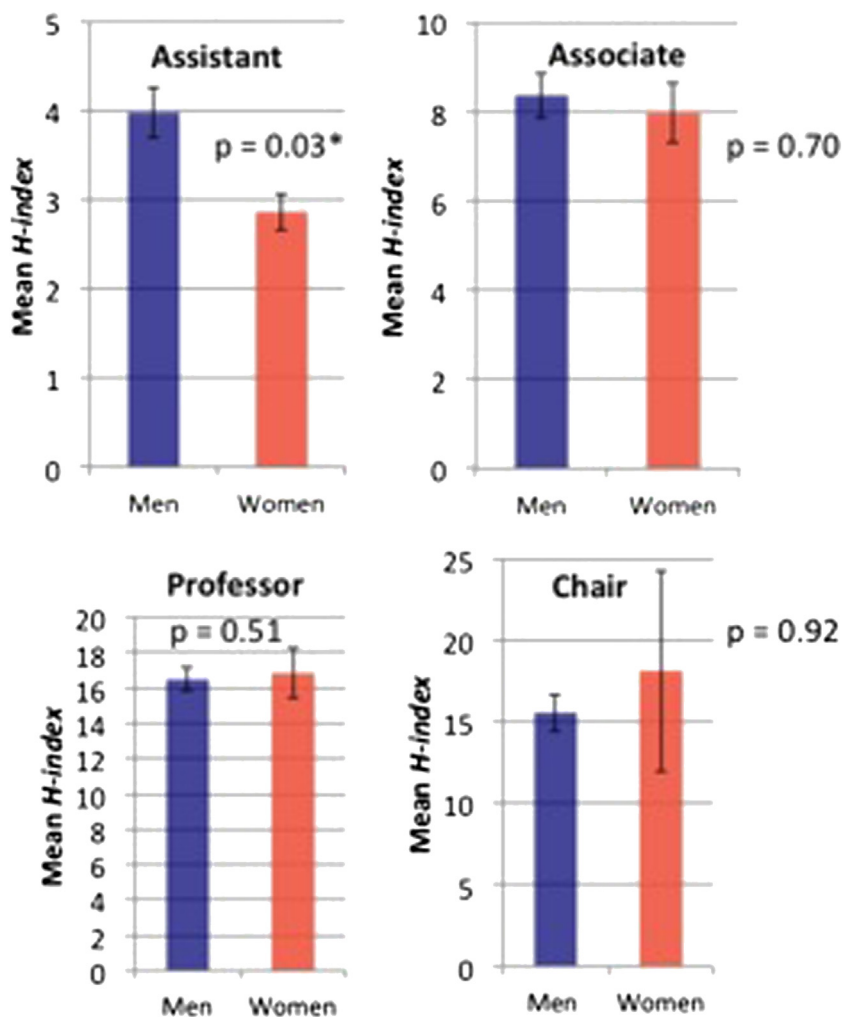 Assistant
p = 0.03*
Mean H-index
5
4
3
2
1
0
Men Women
Associate
p = 0.70
Mean H-index
10
8
6
4
2
0
Men Women
Professor
p = 0.51
Mean H-index
20
18
16
14
12
10
8
6
4
2
0
Men Women
Chair
p = 0.92
Mean H-index
25
20
15
10
5
0
Men Women